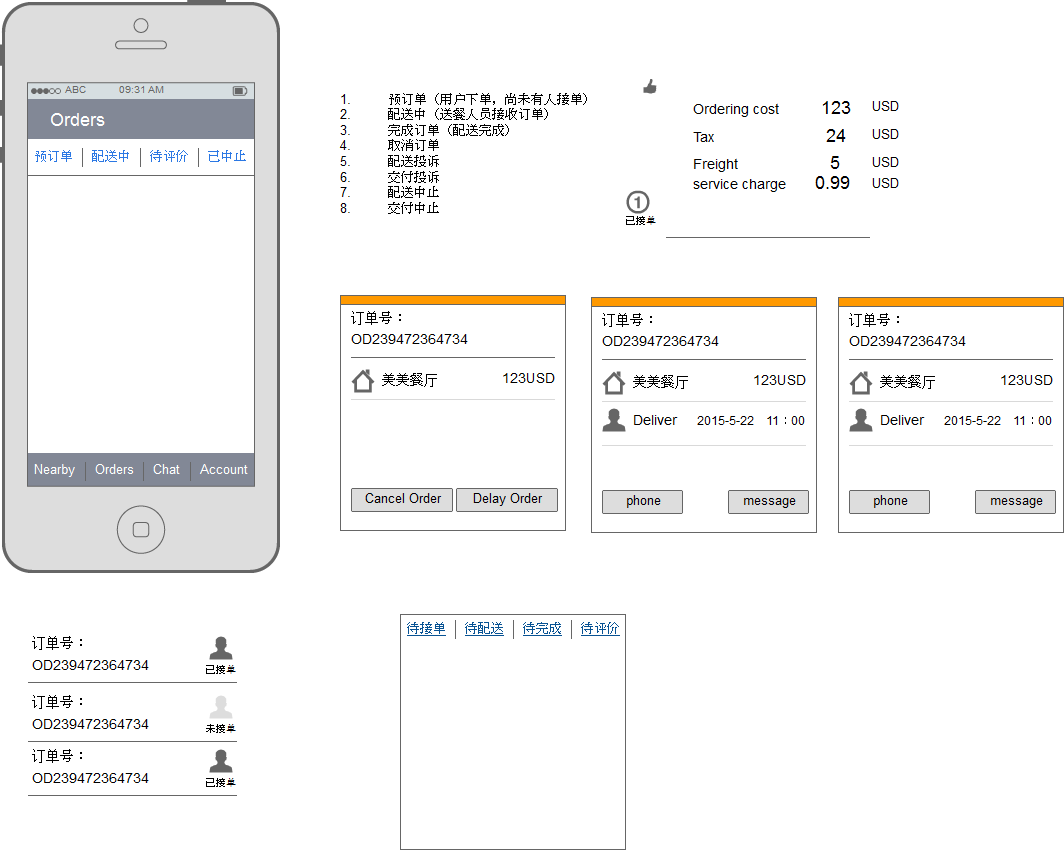 ABC 09:31 AM
Orders
预订单 配送中 待评价 已中止
Nearby Orders Chat Account
1. 预订单（用户下单，尚未有人接单）
2. 配送中（送餐人员接收订单）
3. 完成订单（配送完成）
4. 取消订单
5. 配送投诉
6. 交付投诉
7. 配送中止
8. 交付中止
1
已接单
Ordering cost 123 USD
Tax 24 USD
Freight 5 USD
service charge 0.99 USD
订单号：
OD239472364734
美美餐厅 123USD
Cancel Order Delay Order
订单号：
OD239472364734
美美餐厅 123USD
Deliver 2015-5-22 11：00
phone message
订单号：
OD239472364734
美美餐厅 123USD
Deliver 2015-5-22 11：00
phone message
订单号：
OD239472364734
已接单
订单号：
OD239472364734
未接单
订单号：
OD239472364734
已接单
待接单 待配送 待完成 待评价